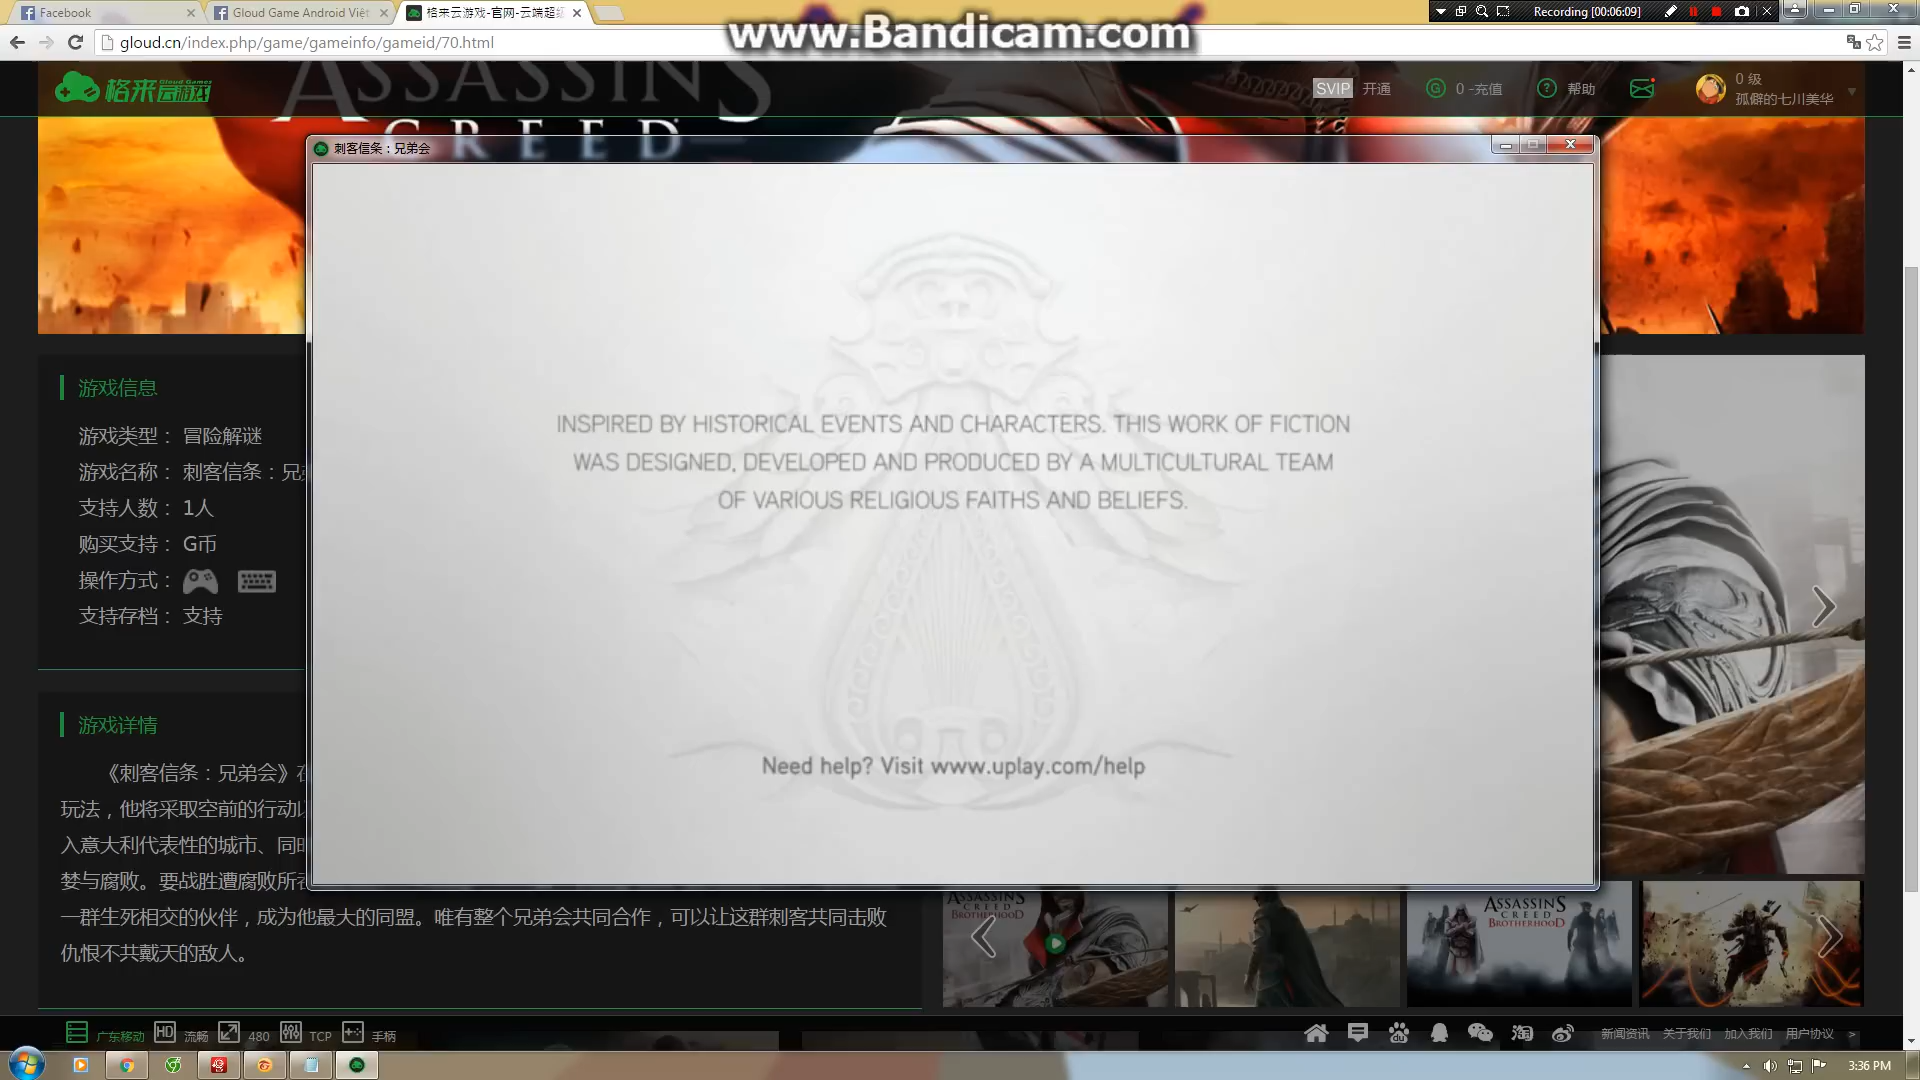 Facebook
Gloud Game Android Việt
格来云游戏-官网-云端超级
www.Bandicam.com
Recording [00:06:09]
gloud.cn/index.php/game/gameinfo/gameid/70.html
ASSASSIN'S
CREED
Gloud Games
格来云游戏
SVIP 开通
0 -充值
帮助
0 级
孤僻的七川美华
刺客信条：兄弟会
INSPIRED BY HISTORICAL EVENTS AND CHARACTERS. THIS WORK OF FICTION
WAS DESIGNED, DEVELOPED AND PRODUCED BY A MULTICULTURAL TEAM
OF VARIOUS RELIGIOUS FAITHS AND BELIEFS.
Need help? Visit www.uplay.com/help
游戏信息
游戏类型： 冒险解谜
游戏名称： 刺客信条：兄
支持人数： 1人
购买支持： G币
操作方式：
支持存档： 支持
游戏详情
《刺客信条：兄弟会》在
玩法，他将采取空前的行动以
入意大利代表性的城市、同时
婪与腐败。要战胜遭腐败所
一群生死相交的伙伴，成为他最大的同盟。唯有整个兄弟会共同合作，可以让这群刺客共同击败
仇恨不共戴天的敌人。
ASSASSIN'S
CREED
BROTHERHOOD
ASSASSIN'S
CREED
BROTHERHOOD
广东移动
HD 流畅
480
TCP
手柄
新闻资讯
关于我们
加入我们
用户协议
>
3:36 PM